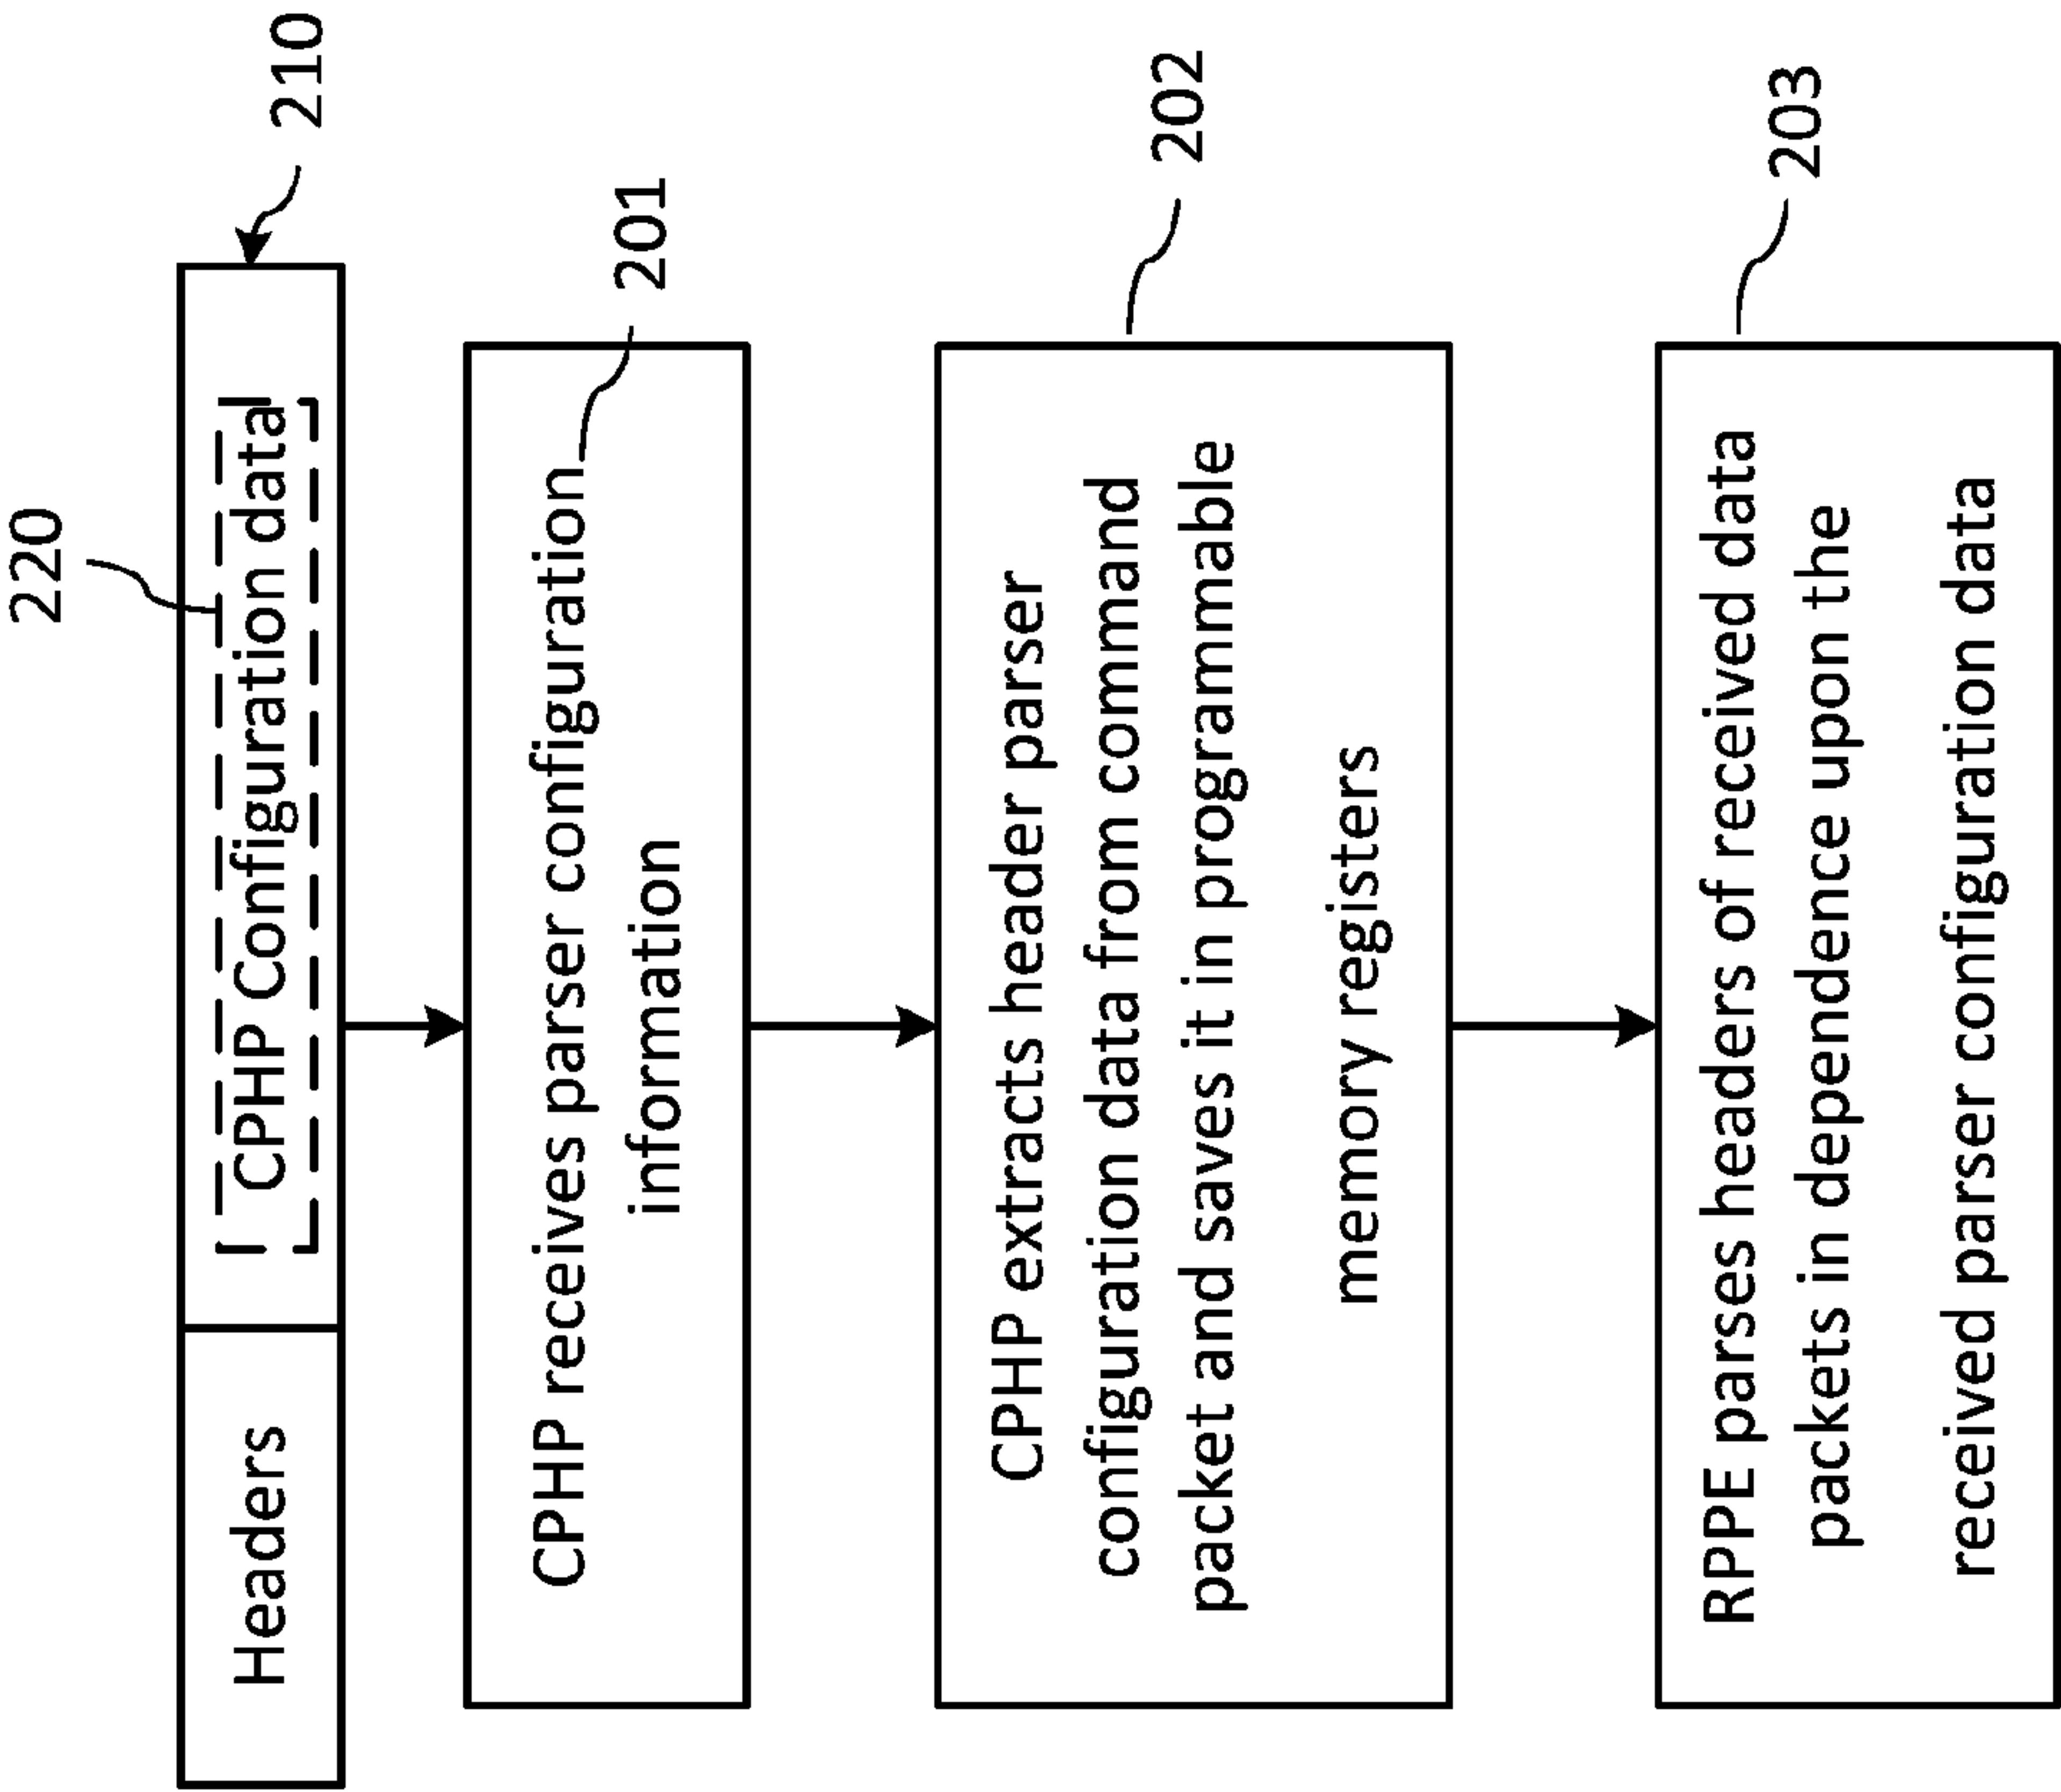 220
Headers
CPHP Configuration data
210
CPHP receives parser configuration
information
201
CPHP extracts header parser
configuration data from command
packet and saves it in programmable
memory registers
202
RPPE parses headers of received data
packets in dependence upon the
received parser configuration data
203